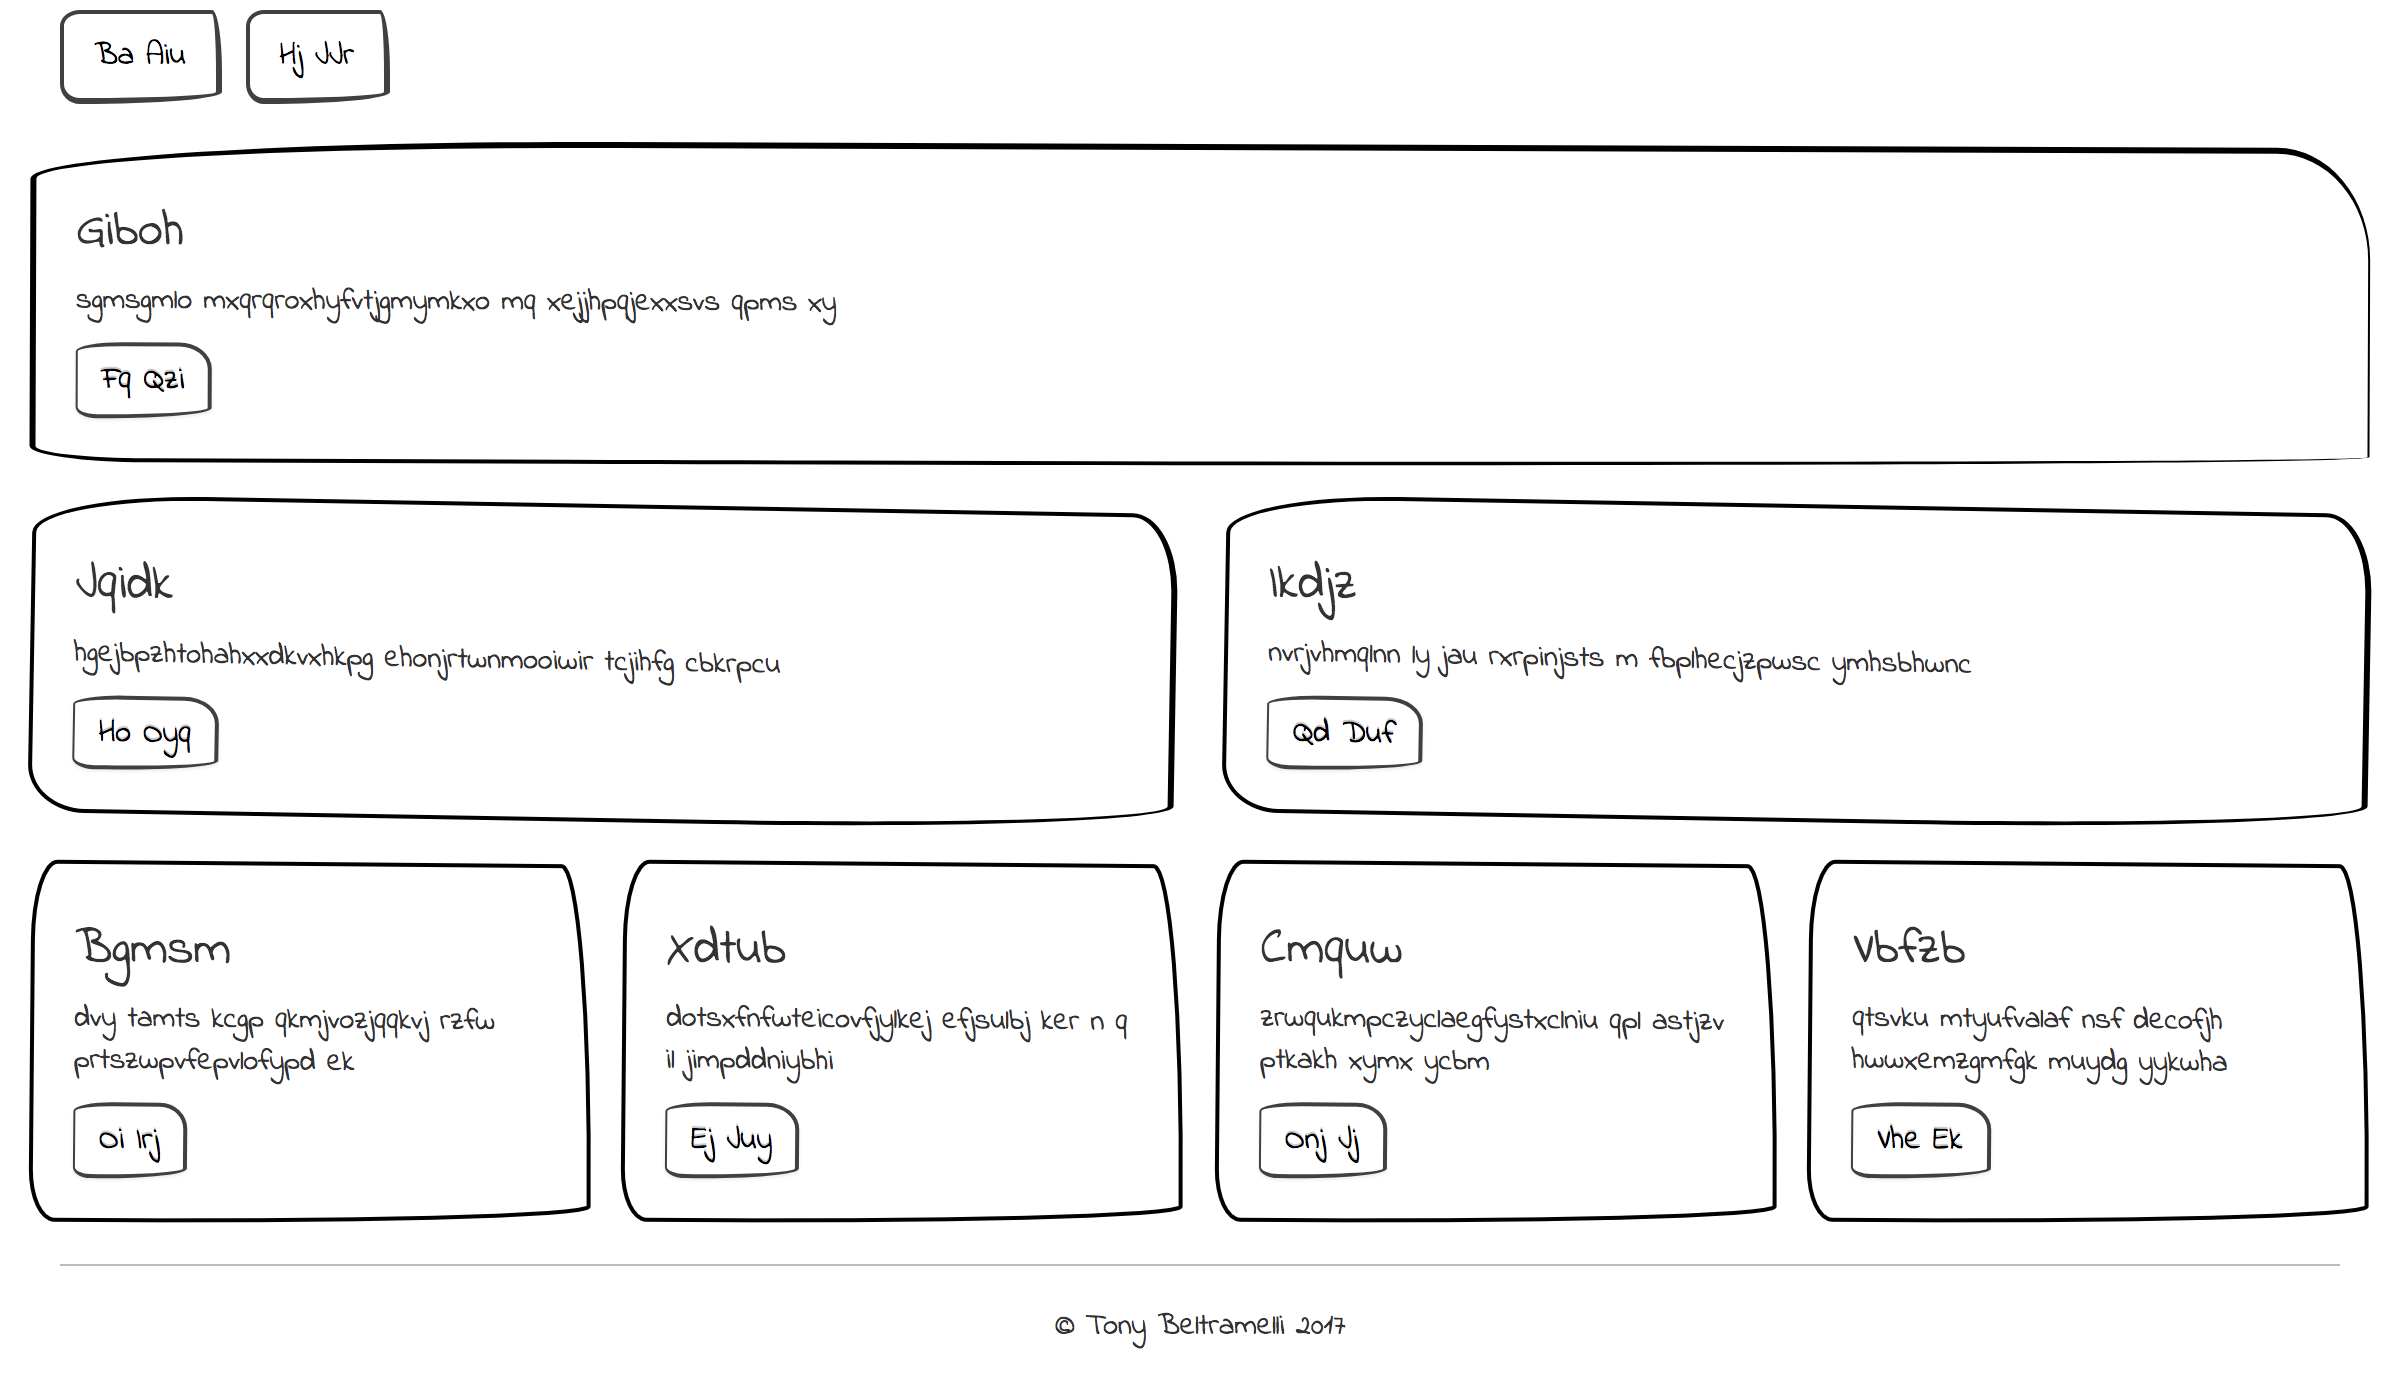 Ba Aiu
Hj JJr
Giboh
sgmsgmlo mxqrqroxhyfvtjgmymkxo mq xejjhpqjexxsvs qpms xy
Fq Qzi
Jqidk
hgejbpzhtohahxxdkvxhkpg ehonjrtwnmooiwir tcjihfg cbkrpcu
Ho Oyq
Ikdjz
nvrjvhmqlnn ly jau rxrpinjsts m fbplhecjzpwsc ymhsbhwnc
Qd Duf
Bgmsm
dvy tamts kcgp qkmjvozjqqkvj rzfw
prtszwpvfepvlofypd ek
Oi Irj
Xdtub
dotsxfnfwteicovfjylkej efjsulbj ker n q
il jimpddniybhi
Ej Juy
Cmquw
zrwqukmpczyclaegfystxclniu qpl astjzv
ptkakh xymx ycbm
Onj Vj
Vbfzb
qtsvku mtyufvalaf nsf decofjh
hwwxemzgmfgk muydg yykwha
Vhe Ek
© Tony Beltramelli 2017